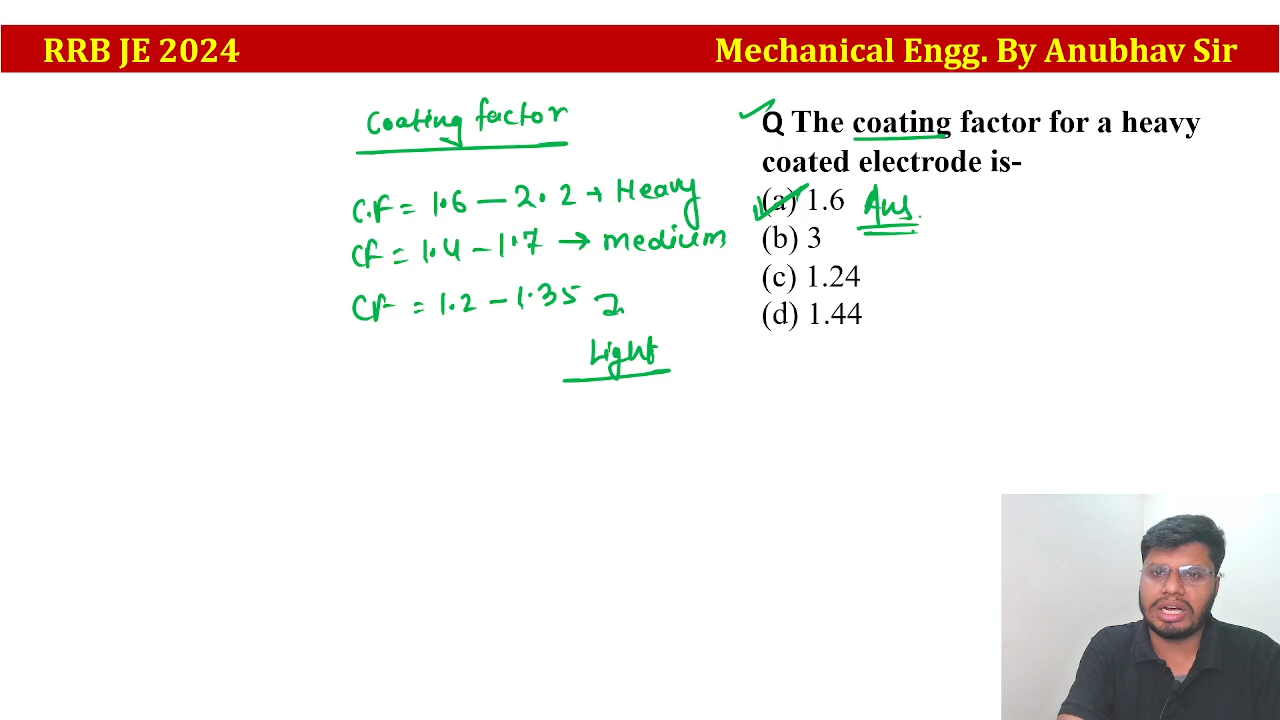 RRB JE 2024
Mechanical Engg. By Anubhav Sir
Coating factor
C.F = 1.6 — 2.2 → Heavy
CF = 1.4 – 1.7 → medium
CF = 1.2 – 1.35
Light
Q The coating factor for a heavy
coated electrode is-
(a) 1.6 Ans.
(b) 3
(c) 1.24
(d) 1.44